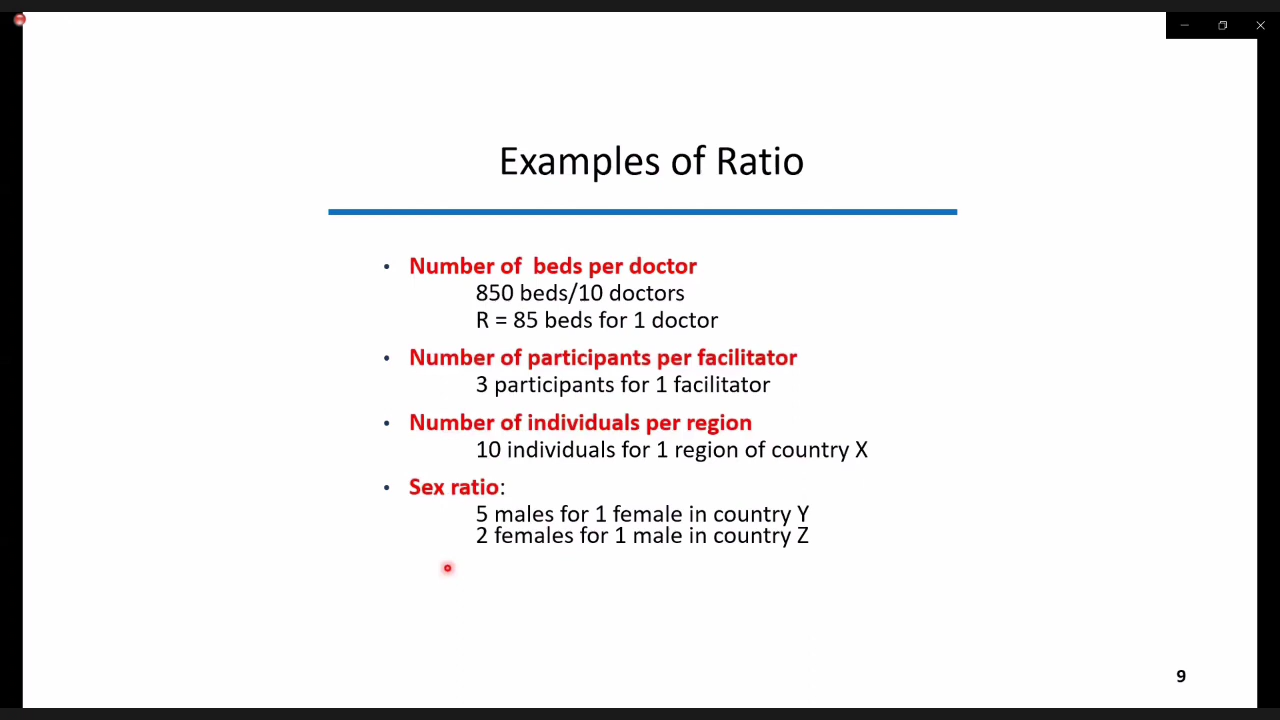 Examples of Ratio
• Number of  beds per doctor
850 beds/10 doctors
R = 85 beds for 1 doctor
• Number of participants per facilitator
3 participants for 1 facilitator
• Number of individuals per region
10 individuals for 1 region of country X
• Sex ratio:
5 males for 1 female in country Y
2 females for 1 male in country Z
9